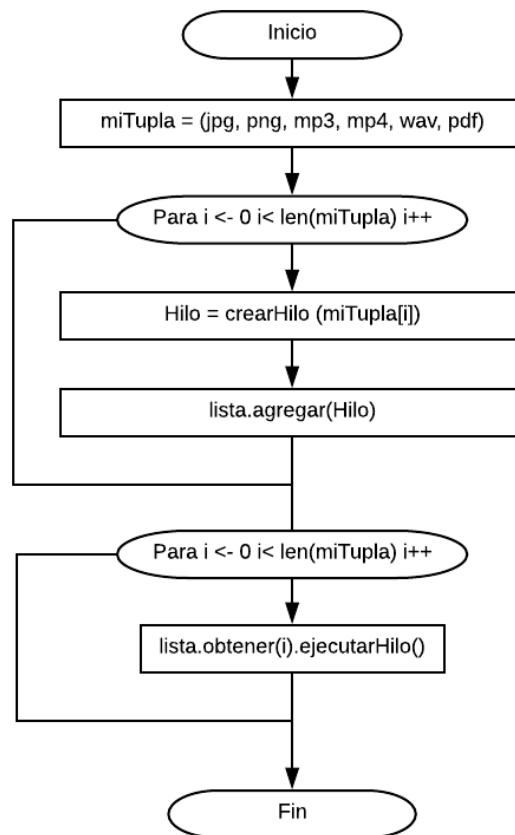 Inicio
miTupla = (jpg, png, mp3, mp4, wav, pdf)
Para i <- 0 i< len(miTupla) i++
Hilo = crearHilo (miTupla[i])
lista.agregar(Hilo)
Para i <- 0 i< len(miTupla) i++
lista.obtener(i).ejecutarHilo()
Fin